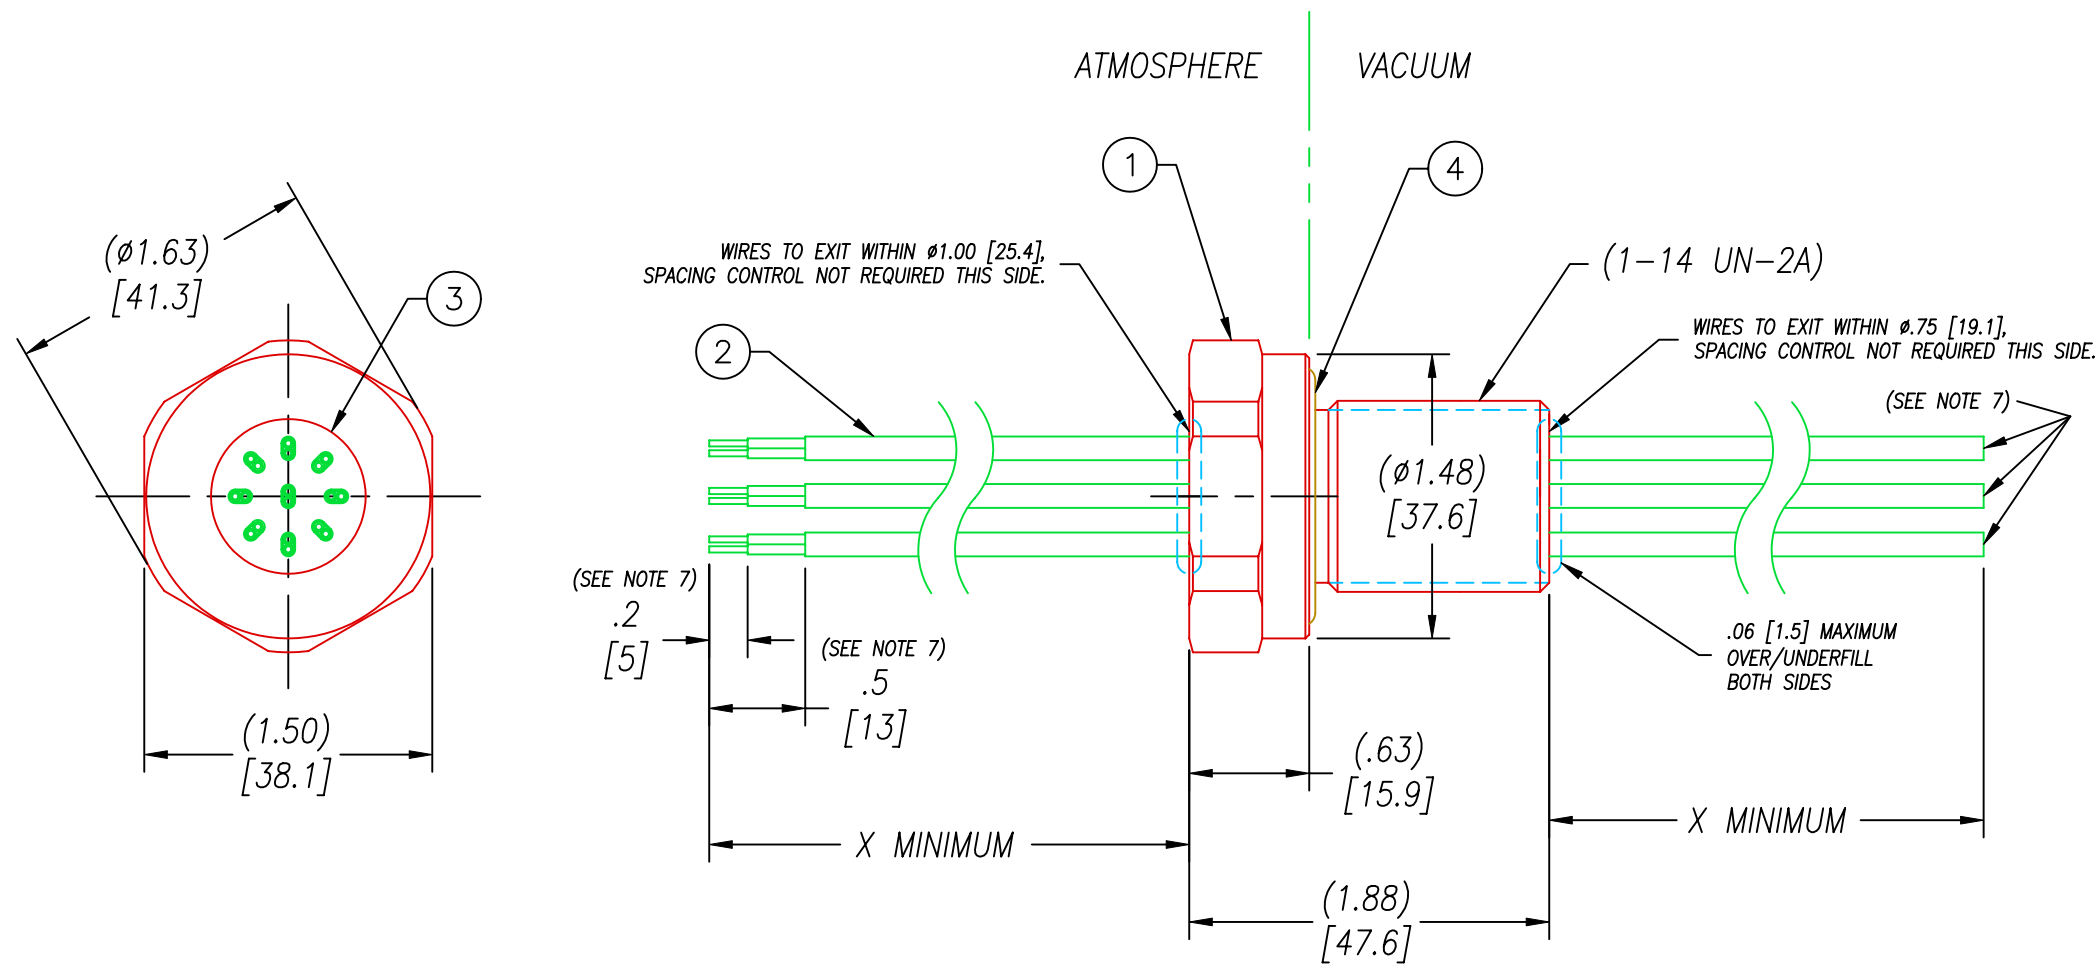 ATMOSPHERE
VACUUM
1
4
(ø1.63)
[41.3]
3
WIRES TO EXIT WITHIN ø1.00 [25.4],
SPACING CONTROL NOT REQUIRED THIS SIDE.
(1-14 UN-2A)
2
WIRES TO EXIT WITHIN ø.75 [19.1],
SPACING CONTROL NOT REQUIRED THIS SIDE.
(SEE NOTE 7)
(ø1.48)
[37.6]
(SEE NOTE 7)
.2
[5]
(SEE NOTE 7)
.5
[13]
.06 [1.5] MAXIMUM
OVER/UNDERFILL
BOTH SIDES
(1.50)
[38.1]
(.63)
[15.9]
X MINIMUM
X MINIMUM
(1.88)
[47.6]